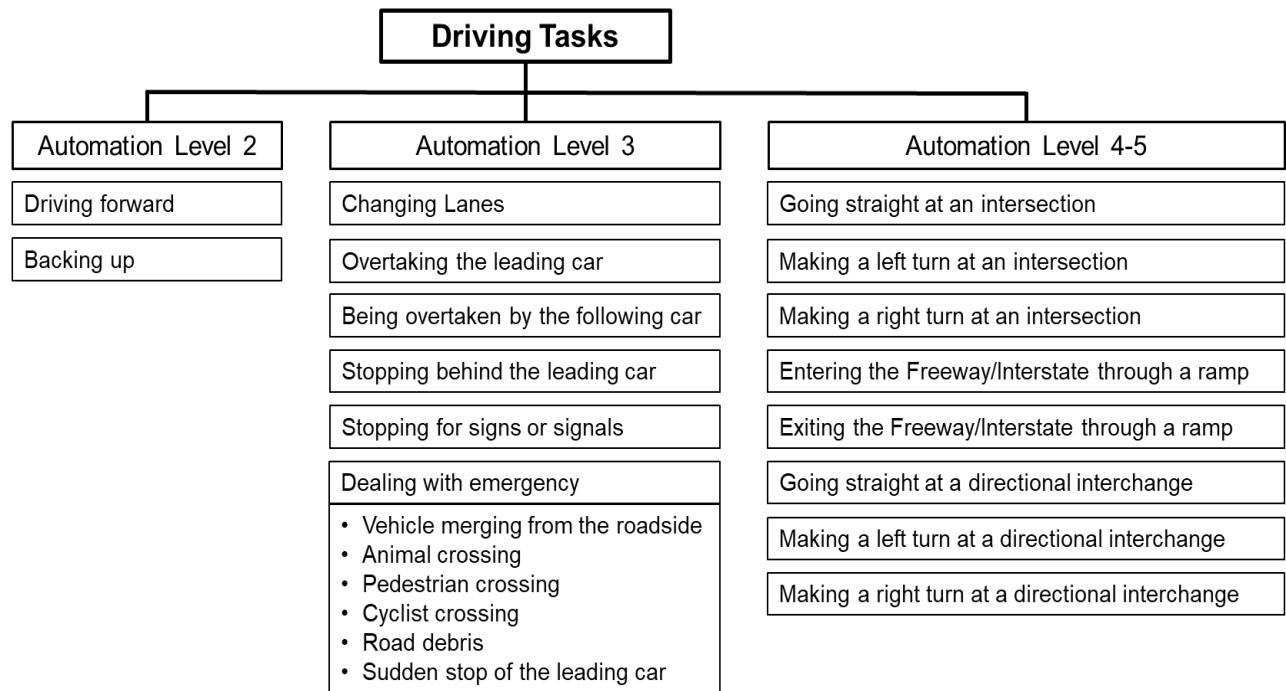 Driving Tasks
Automation Level 2
Driving forward
Backing up
Automation Level 3
Changing Lanes
Overtaking the leading car
Being overtaken by the following car
Stopping behind the leading car
Stopping for signs or signals
Dealing with emergency
• Vehicle merging from the roadside
• Animal crossing
• Pedestrian crossing
• Cyclist crossing
• Road debris
• Sudden stop of the leading car
Automation Level 4-5
Going straight at an intersection
Making a left turn at an intersection
Making a right turn at an intersection
Entering the Freeway/Interstate through a ramp
Exiting the Freeway/Interstate through a ramp
Going straight at a directional interchange
Making a left turn at a directional interchange
Making a right turn at a directional interchange